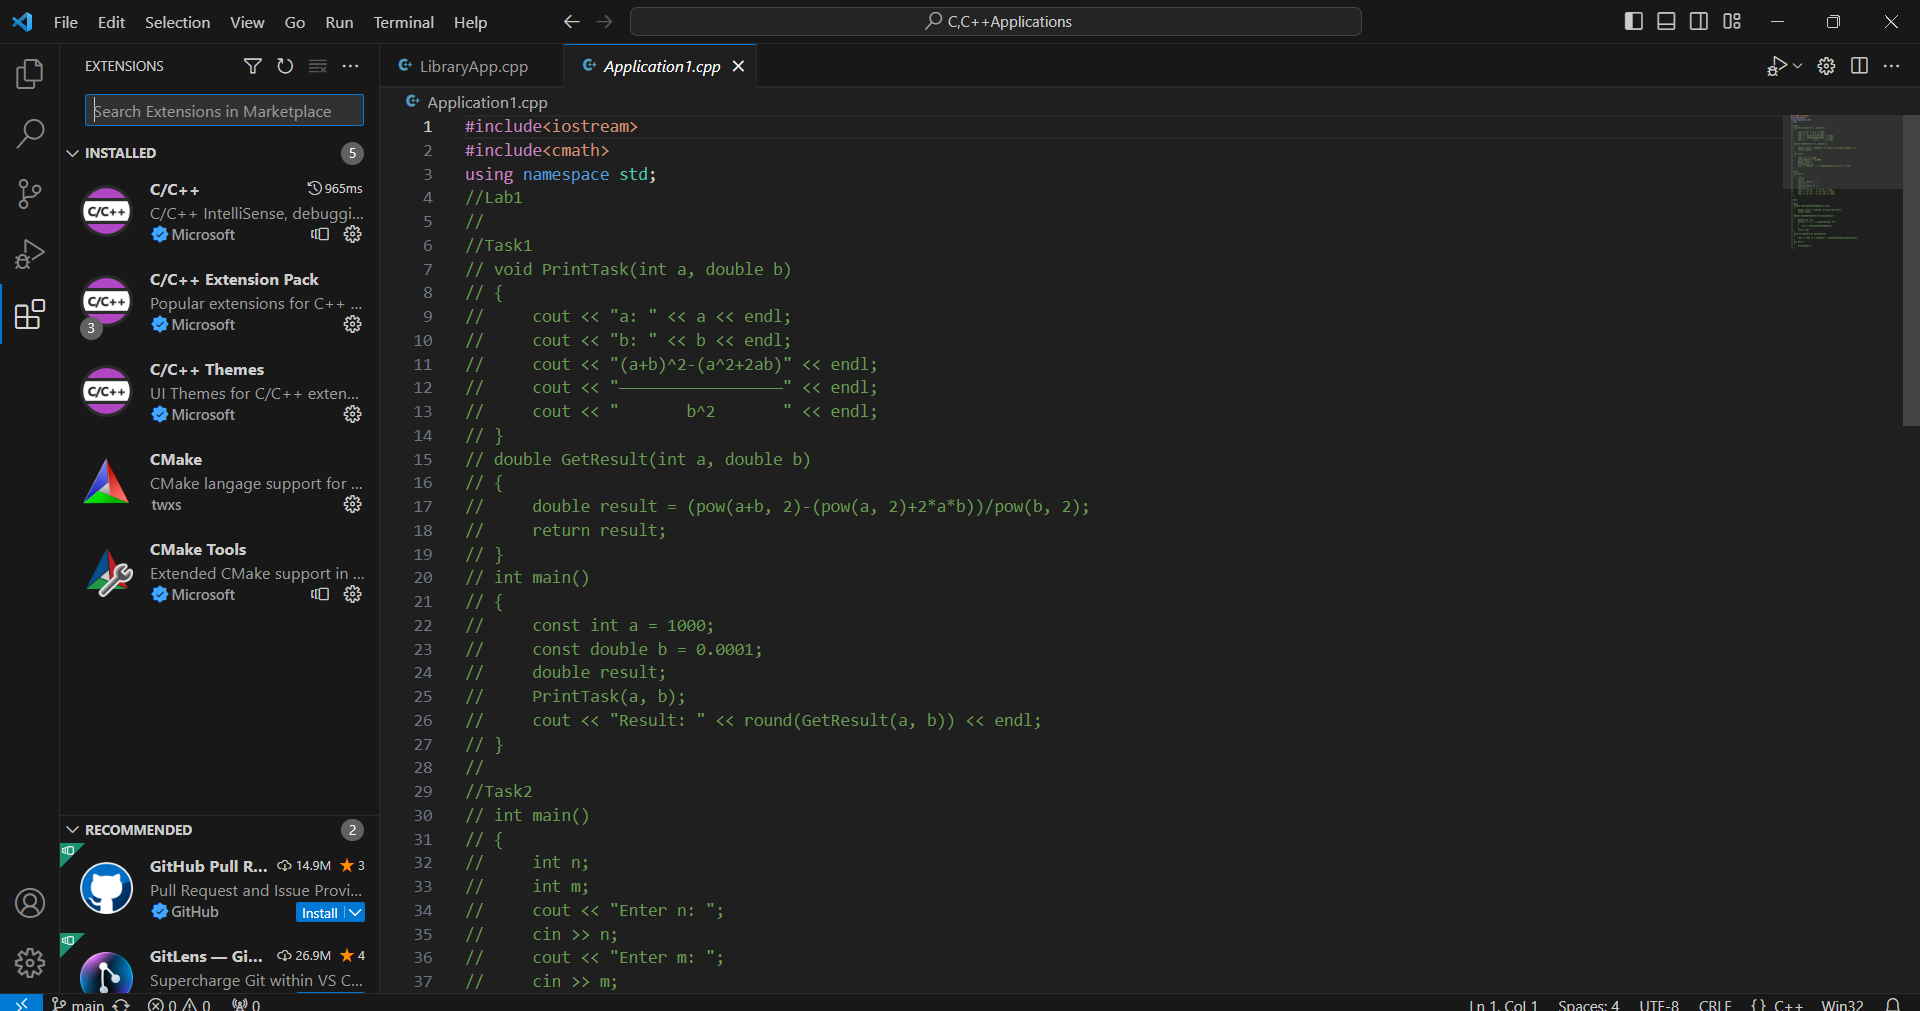 File Edit Selection View Go Run Terminal Help
C,C++Applications
EXTENSIONS
Search Extensions in Marketplace
INSTALLED 5
C/C++ 965ms
C/C++ IntelliSense, debuggi...
Microsoft
C/C++ Extension Pack
Popular extensions for C++ ...
3 Microsoft
C/C++ Themes
UI Themes for C/C++ exten...
Microsoft
CMake
CMake langage support for ...
twxs
CMake Tools
Extended CMake support in ...
Microsoft
RECOMMENDED 2
GitHub Pull R... 14.9M 3
Pull Request and Issue Provi...
GitHub Install
GitLens — Gi... 26.9M 4
Supercharge Git within VS C...
LibraryApp.cpp Application1.cpp
Application1.cpp
1 #include<iostream>
2 #include<cmath>
3 using namespace std;
4 //Lab1
5 //
6 //Task1
7 // void PrintTask(int a, double b)
8 // {
9 //     cout << "a: " << a << endl;
10 //     cout << "b: " << b << endl;
11 //     cout << "(a+b)^2-(a^2+2ab)" << endl;
12 //     cout << "—————————————————" << endl;
13 //     cout << "       b^2       " << endl;
14 // }
15 // double GetResult(int a, double b)
16 // {
17 //     double result = (pow(a+b, 2)-(pow(a, 2)+2*a*b))/pow(b, 2);
18 //     return result;
19 // }
20 // int main()
21 // {
22 //     const int a = 1000;
23 //     const double b = 0.0001;
24 //     double result;
25 //     PrintTask(a, b);
26 //     cout << "Result: " << round(GetResult(a, b)) << endl;
27 // }
28 //
29 //Task2
30 // int main()
31 // {
32 //     int n;
33 //     int m;
34 //     cout << "Enter n: ";
35 //     cin >> n;
36 //     cout << "Enter m: ";
37 //     cin >> m;
main 0 0 0
Ln 1, Col 1 Spaces: 4 UTF-8 CRLF {} C++ Win32